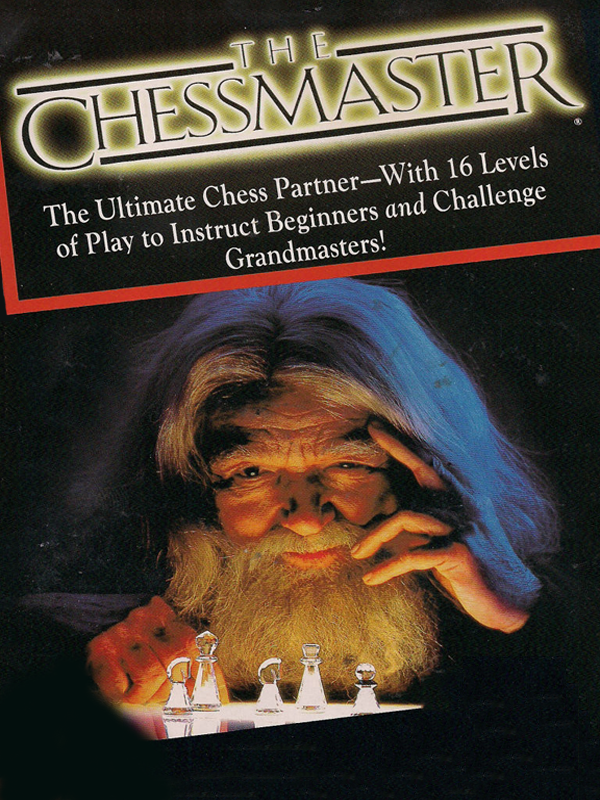 THE
CHESSMASTER®
The Ultimate Chess Partner—With 16 Levels
of Play to Instruct Beginners and Challenge
Grandmasters!